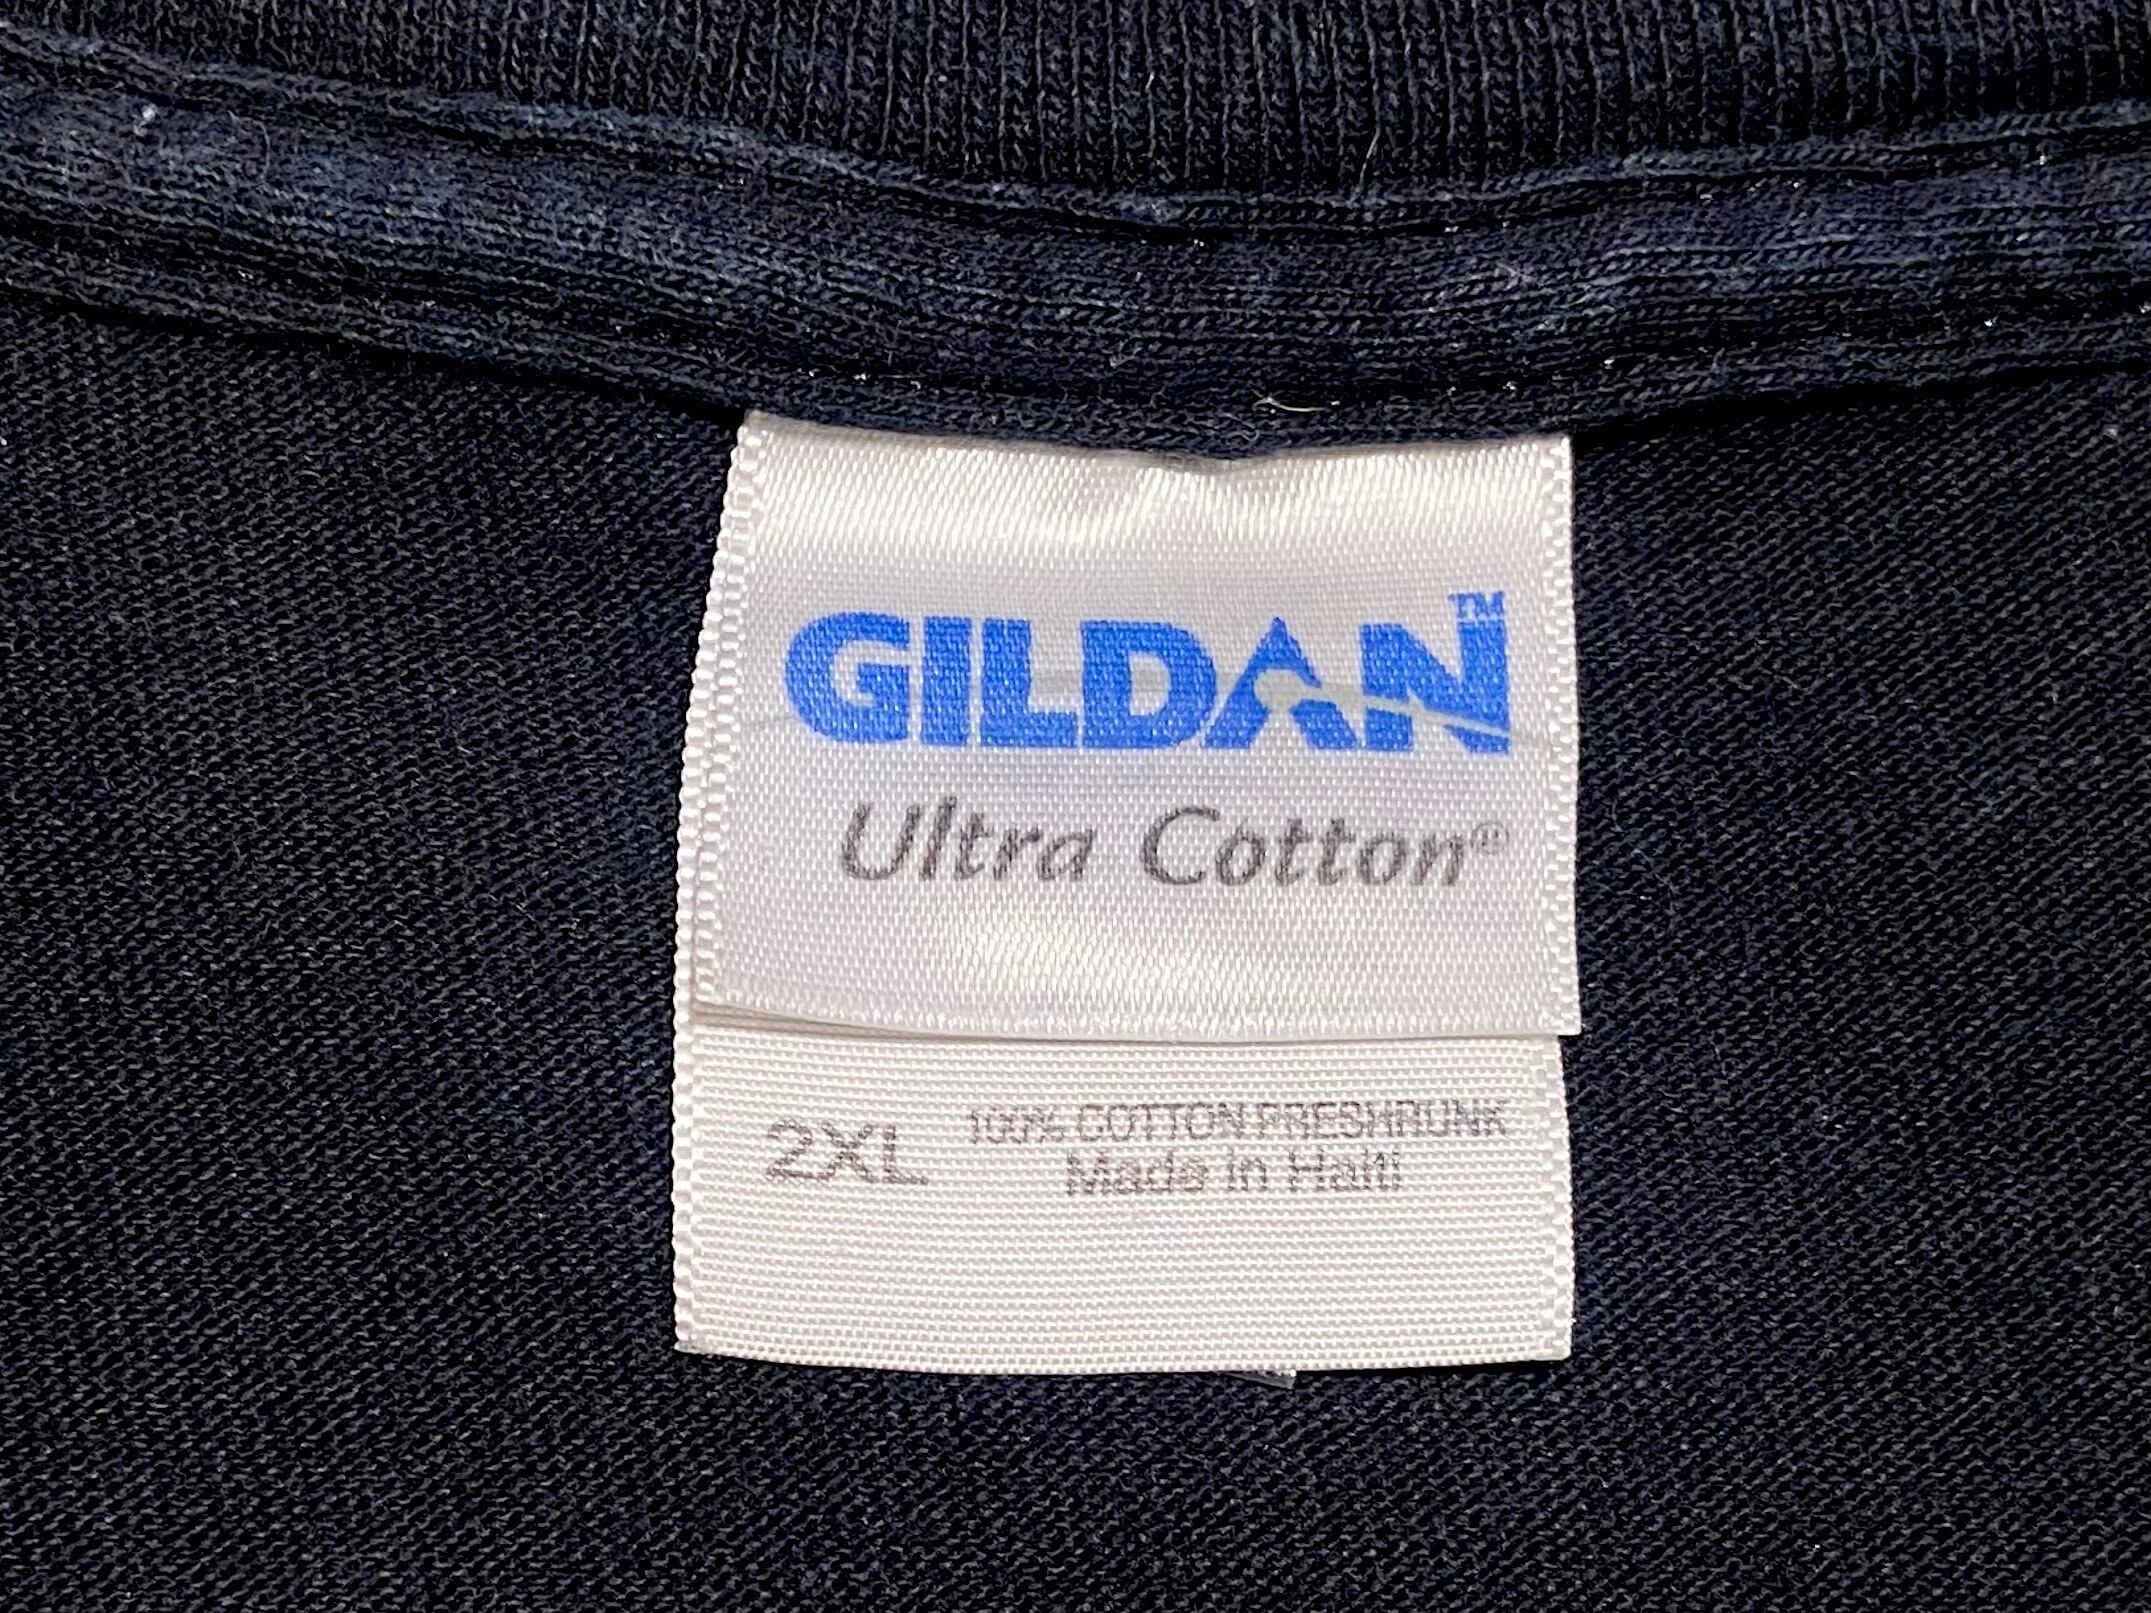 GILDAN™
Ultra Cotton®
2XL
100% COTTON PRESHRUNK
Made in Haiti